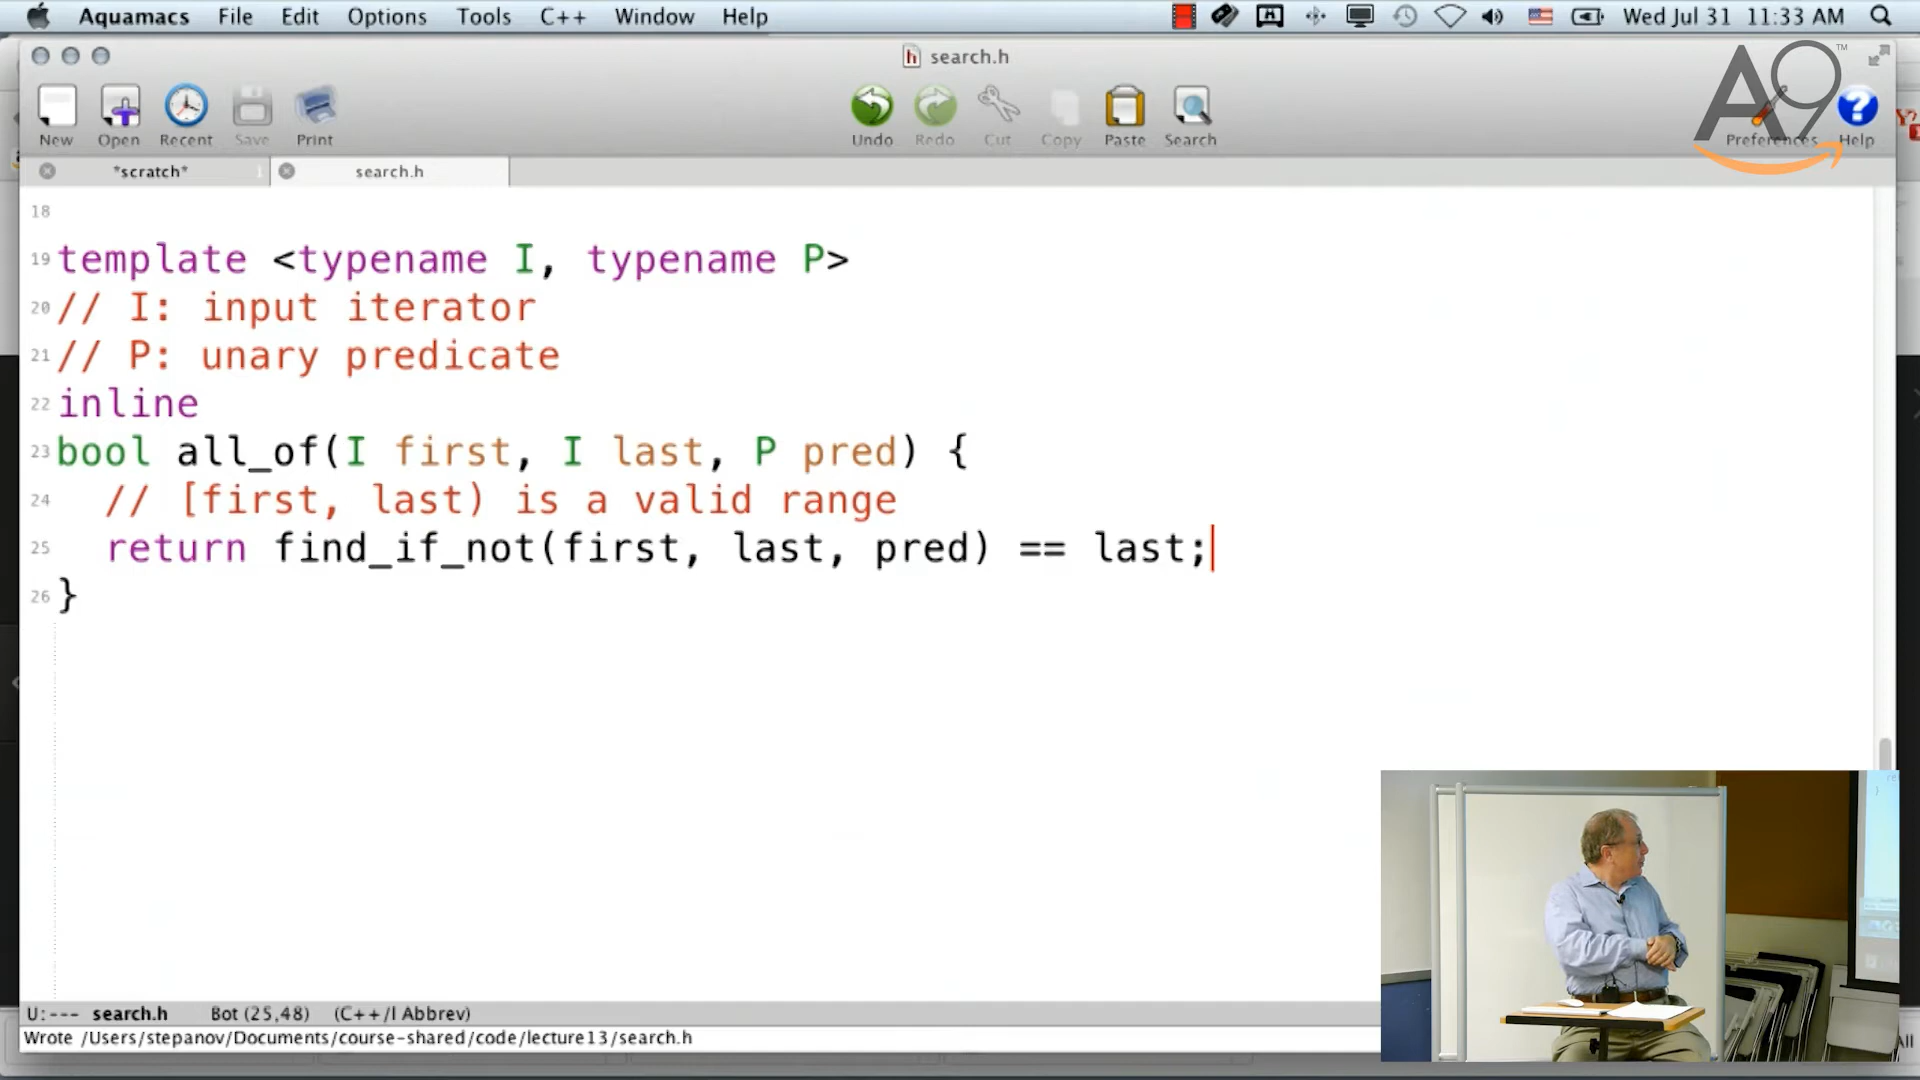 Aquamacs File Edit Options Tools C++ Window Help Wed Jul 31 11:33 AM
search.h
A9™
New Open Recent Save Print Undo Redo Cut Copy Paste Search Preferences Help
*scratch* search.h
18
19 template <typename I, typename P>
20 // I: input iterator
21 // P: unary predicate
22 inline
23 bool all_of(I first, I last, P pred) {
24 // [first, last) is a valid range
25 return find_if_not(first, last, pred) == last;
26 }
U:--- search.h Bot (25,48) (C++/l Abbrev)
Wrote /Users/stepanov/Documents/course-shared/code/lecture13/search.h